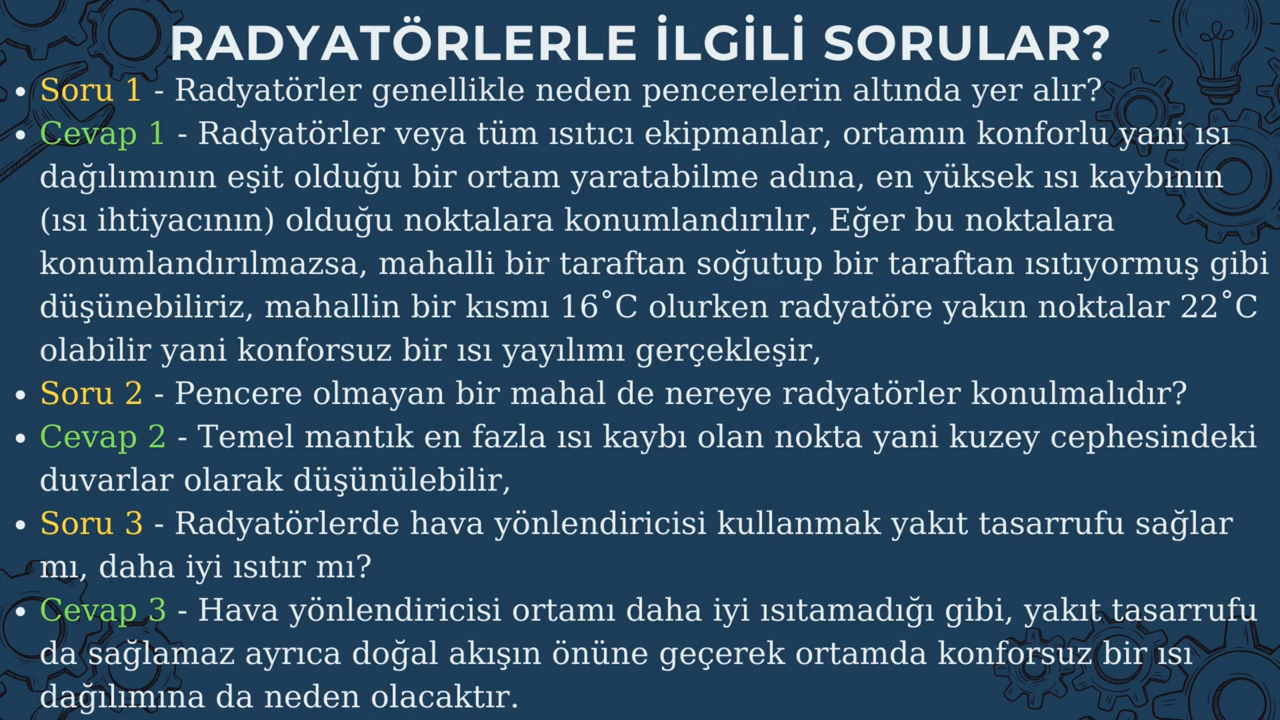 RADYATÖRLERLE İLGİLİ SORULAR?
• Soru 1 - Radyatörler genellikle neden pencerelerin altında yer alır?
• Cevap 1 - Radyatörler veya tüm ısıtıcı ekipmanlar, ortamın konforlu yani ısı
dağılımının eşit olduğu bir ortam yaratabilme adına, en yüksek ısı kaybının
(ısı ihtiyacının) olduğu noktalara konumlandırılır, Eğer bu noktalara
konumlandırılmazsa, mahalli bir taraftan soğutup bir taraftan ısıtıyormuş gibi
düşünebiliriz, mahallin bir kısmı 16˚C olurken radyatöre yakın noktalar 22˚C
olabilir yani konforsuz bir ısı yayılımı gerçekleşir,
• Soru 2 - Pencere olmayan bir mahal de nereye radyatörler konulmalıdır?
• Cevap 2 - Temel mantık en fazla ısı kaybı olan nokta yani kuzey cephesindeki
duvarlar olarak düşünülebilir,
• Soru 3 - Radyatörlerde hava yönlendiricisi kullanmak yakıt tasarrufu sağlar
mı, daha iyi ısıtır mı?
• Cevap 3 - Hava yönlendiricisi ortamı daha iyi ısıtamadığı gibi, yakıt tasarrufu
da sağlamaz ayrıca doğal akışın önüne geçerek ortamda konforsuz bir ısı
dağılımına da neden olacaktır.